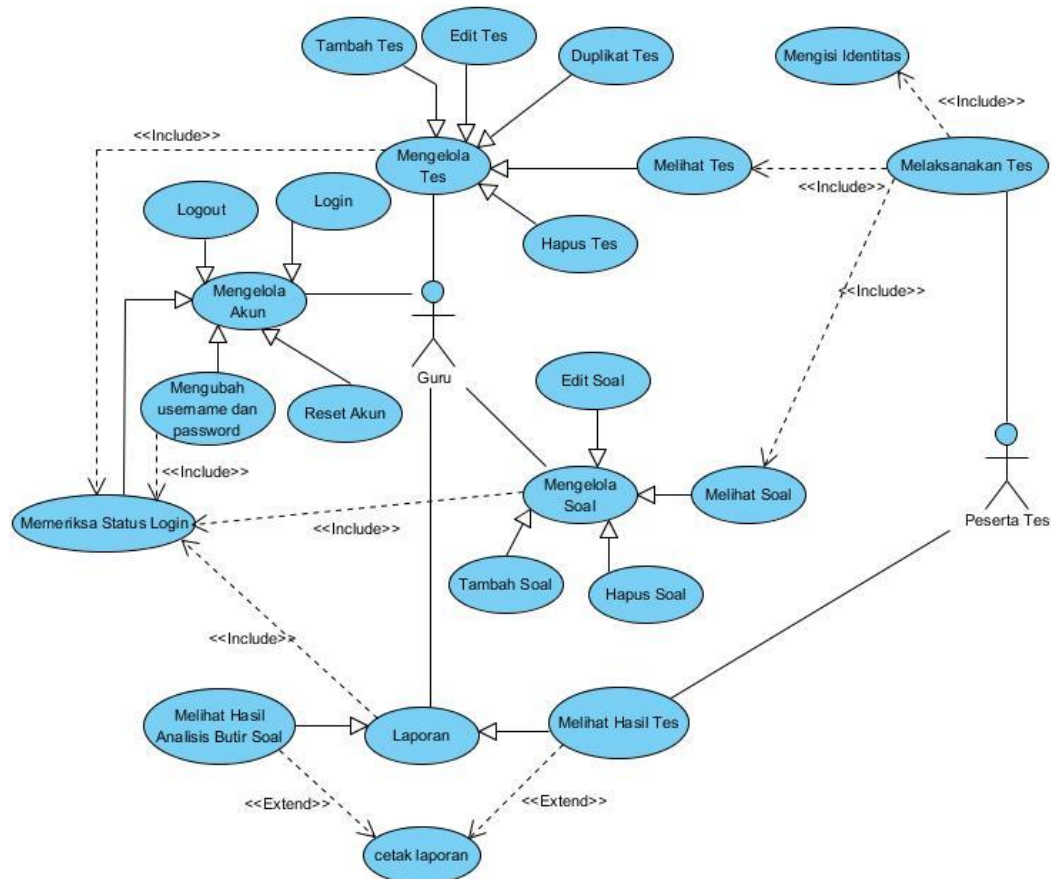 Tambah Tes
Edit Tes
Duplikat Tes
Mengisi Identitas
<<Include>>
<<Include>>
Mengelola
Tes
Melihat Tes
<<Include>>
Melaksanakan Tes
Logout
Login
Hapus Tes
Mengelola
Akun
<<Include>>
Guru
Mengubah
username dan
password
Reset Akun
Edit Soal
<<Include>>
Mengelola
Soal
Melihat Soal
Peserta Tes
Memeriksa Status Login
<<Include>>
Tambah Soal
Hapus Soal
<<Include>>
Melihat Hasil
Analisis Butir Soal
Laporan
Melihat Hasil Tes
<<Extend>>
<<Extend>>
cetak laporan